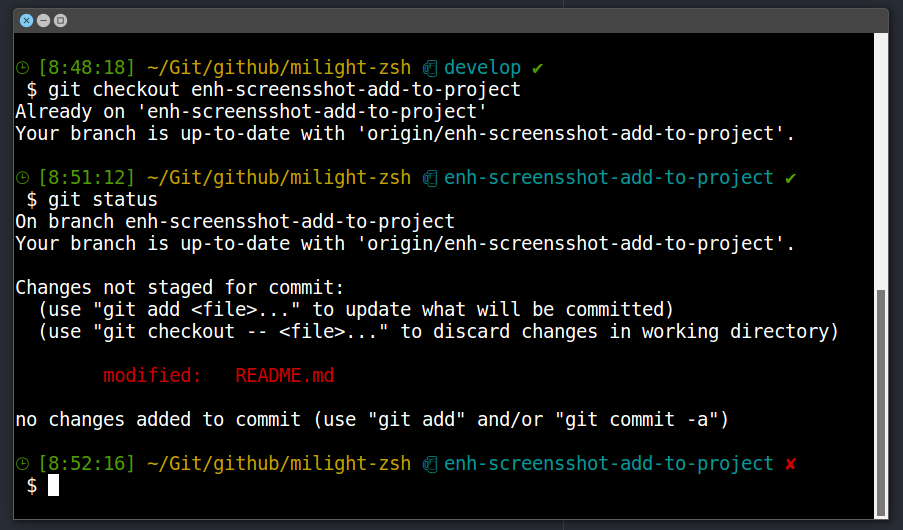 [8:48:18] ~/Git/github/milight-zsh develop ✔
$ git checkout enh-screensshot-add-to-project
Already on 'enh-screensshot-add-to-project'
Your branch is up-to-date with 'origin/enh-screensshot-add-to-project'.
[8:51:12] ~/Git/github/milight-zsh enh-screensshot-add-to-project ✔
$ git status
On branch enh-screensshot-add-to-project
Your branch is up-to-date with 'origin/enh-screensshot-add-to-project'.
Changes not staged for commit:
(use "git add <file>..." to update what will be committed)
(use "git checkout -- <file>..." to discard changes in working directory)
modified: README.md
no changes added to commit (use "git add" and/or "git commit -a")
[8:52:16] ~/Git/github/milight-zsh enh-screensshot-add-to-project ✘
$